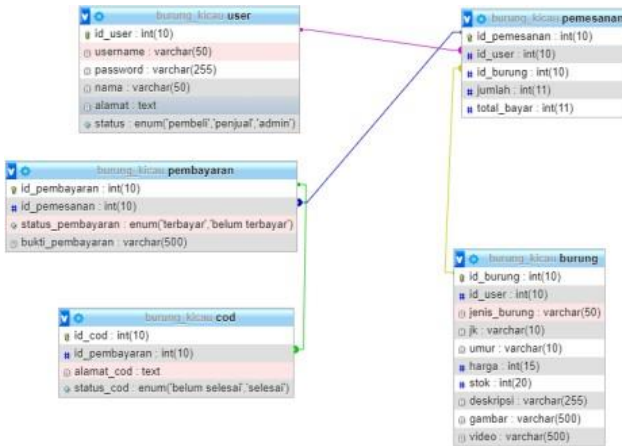 burung_kicau user
id_user : int(10)
username : varchar(50)
password : varchar(255)
nama : varchar(50)
alamat : text
status : enum('pembeli','penjual','admin')
burung_kicau pemesanan
id_pemesanan : int(10)
id_user : int(10)
id_burung : int(10)
jumlah : int(11)
total_bayar : int(11)
burung_kicau pembayaran
id_pembayaran : int(10)
id_pemesanan : int(10)
status_pembayaran : enum('terbayar','belum terbayar')
bukti_pembayaran : varchar(500)
burung_kicau cod
id_cod : int(10)
id_pembayaran : int(10)
alamat_cod : text
status_cod : enum('belum selesai','selesai')
burung_kicau burung
id_burung : int(10)
id_user : int(10)
jenis_burung : varchar(50)
jk : varchar(10)
umur : varchar(10)
harga : int(15)
stok : int(20)
deskripsi : varchar(255)
gambar : varchar(500)
video : varchar(500)